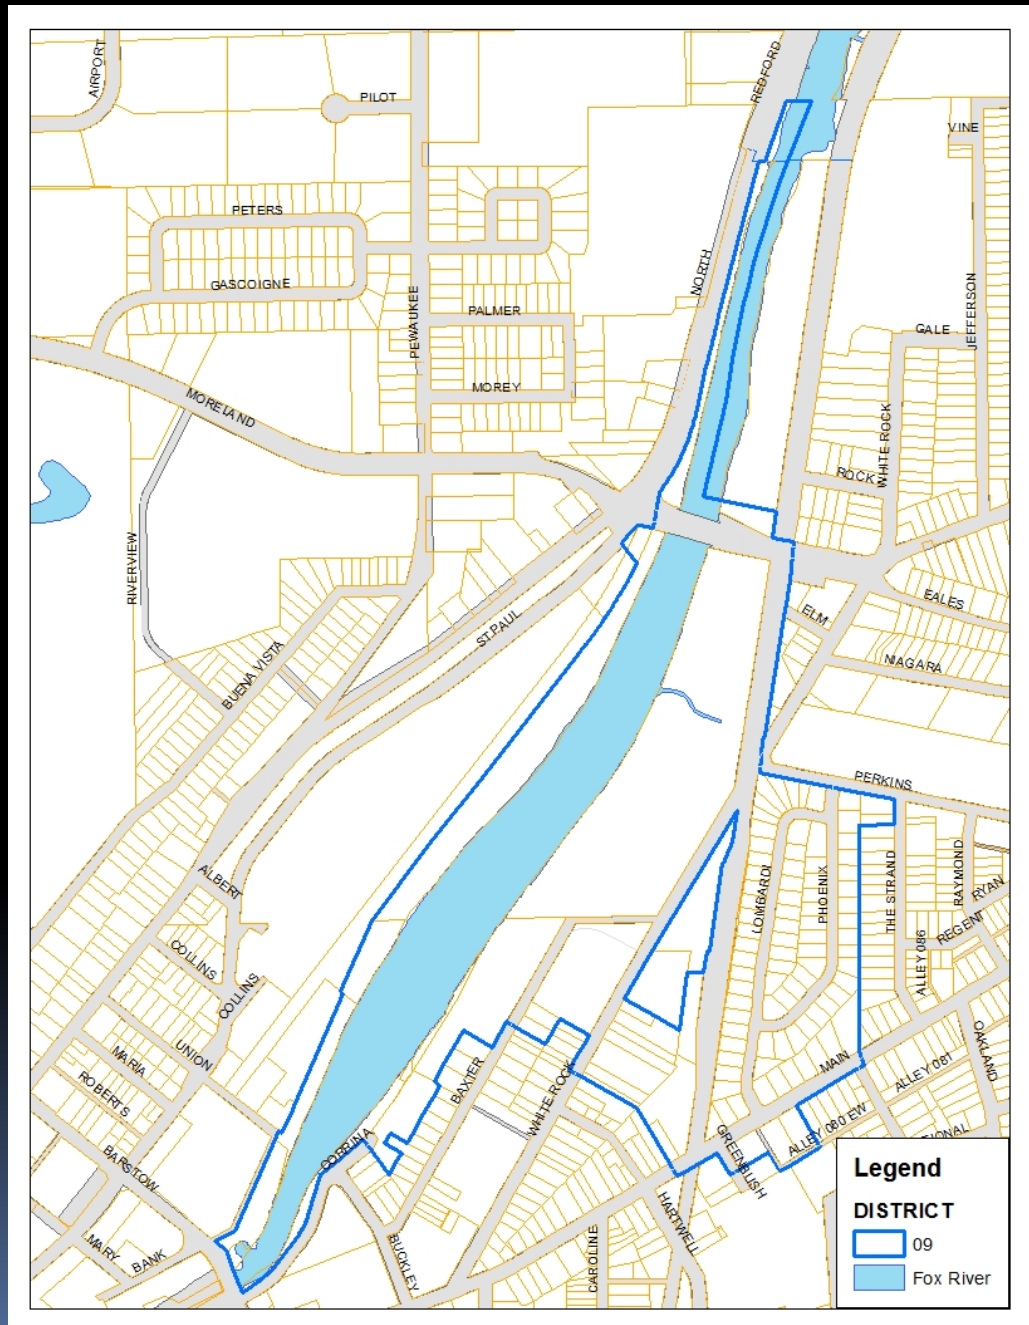 AIRPORT
PILOT
REDFORD
VINE
PETERS
GASCOIGNE
NORTH
PEWAUKEE
PALMER
JEFFERSON
GALE
MOREY
MORELAND
WHITE ROCK
ROCK
RIVERVIEW
EALES
ELM
ST.PAUL
NIAGARA
BUENA VISTA
PERKINS
ALBERT
LOMBARDI
PHOENIX
THE STRAND
RAYMOND
RYAN
REGENT
ALLEY 086
COLLINS
COLLINS
UNION
MARIA
ROBERTS
OAKLAND
MAIN
ALLEY 081
BAXTER
WHITE ROCK
CORRINA
ALLEY 080 EW
GREENBUSH
BARSTOW
HARTWELL
MARY
BANK
BUCKLEY
CAROLINE
Legend
DISTRICT
09
Fox River